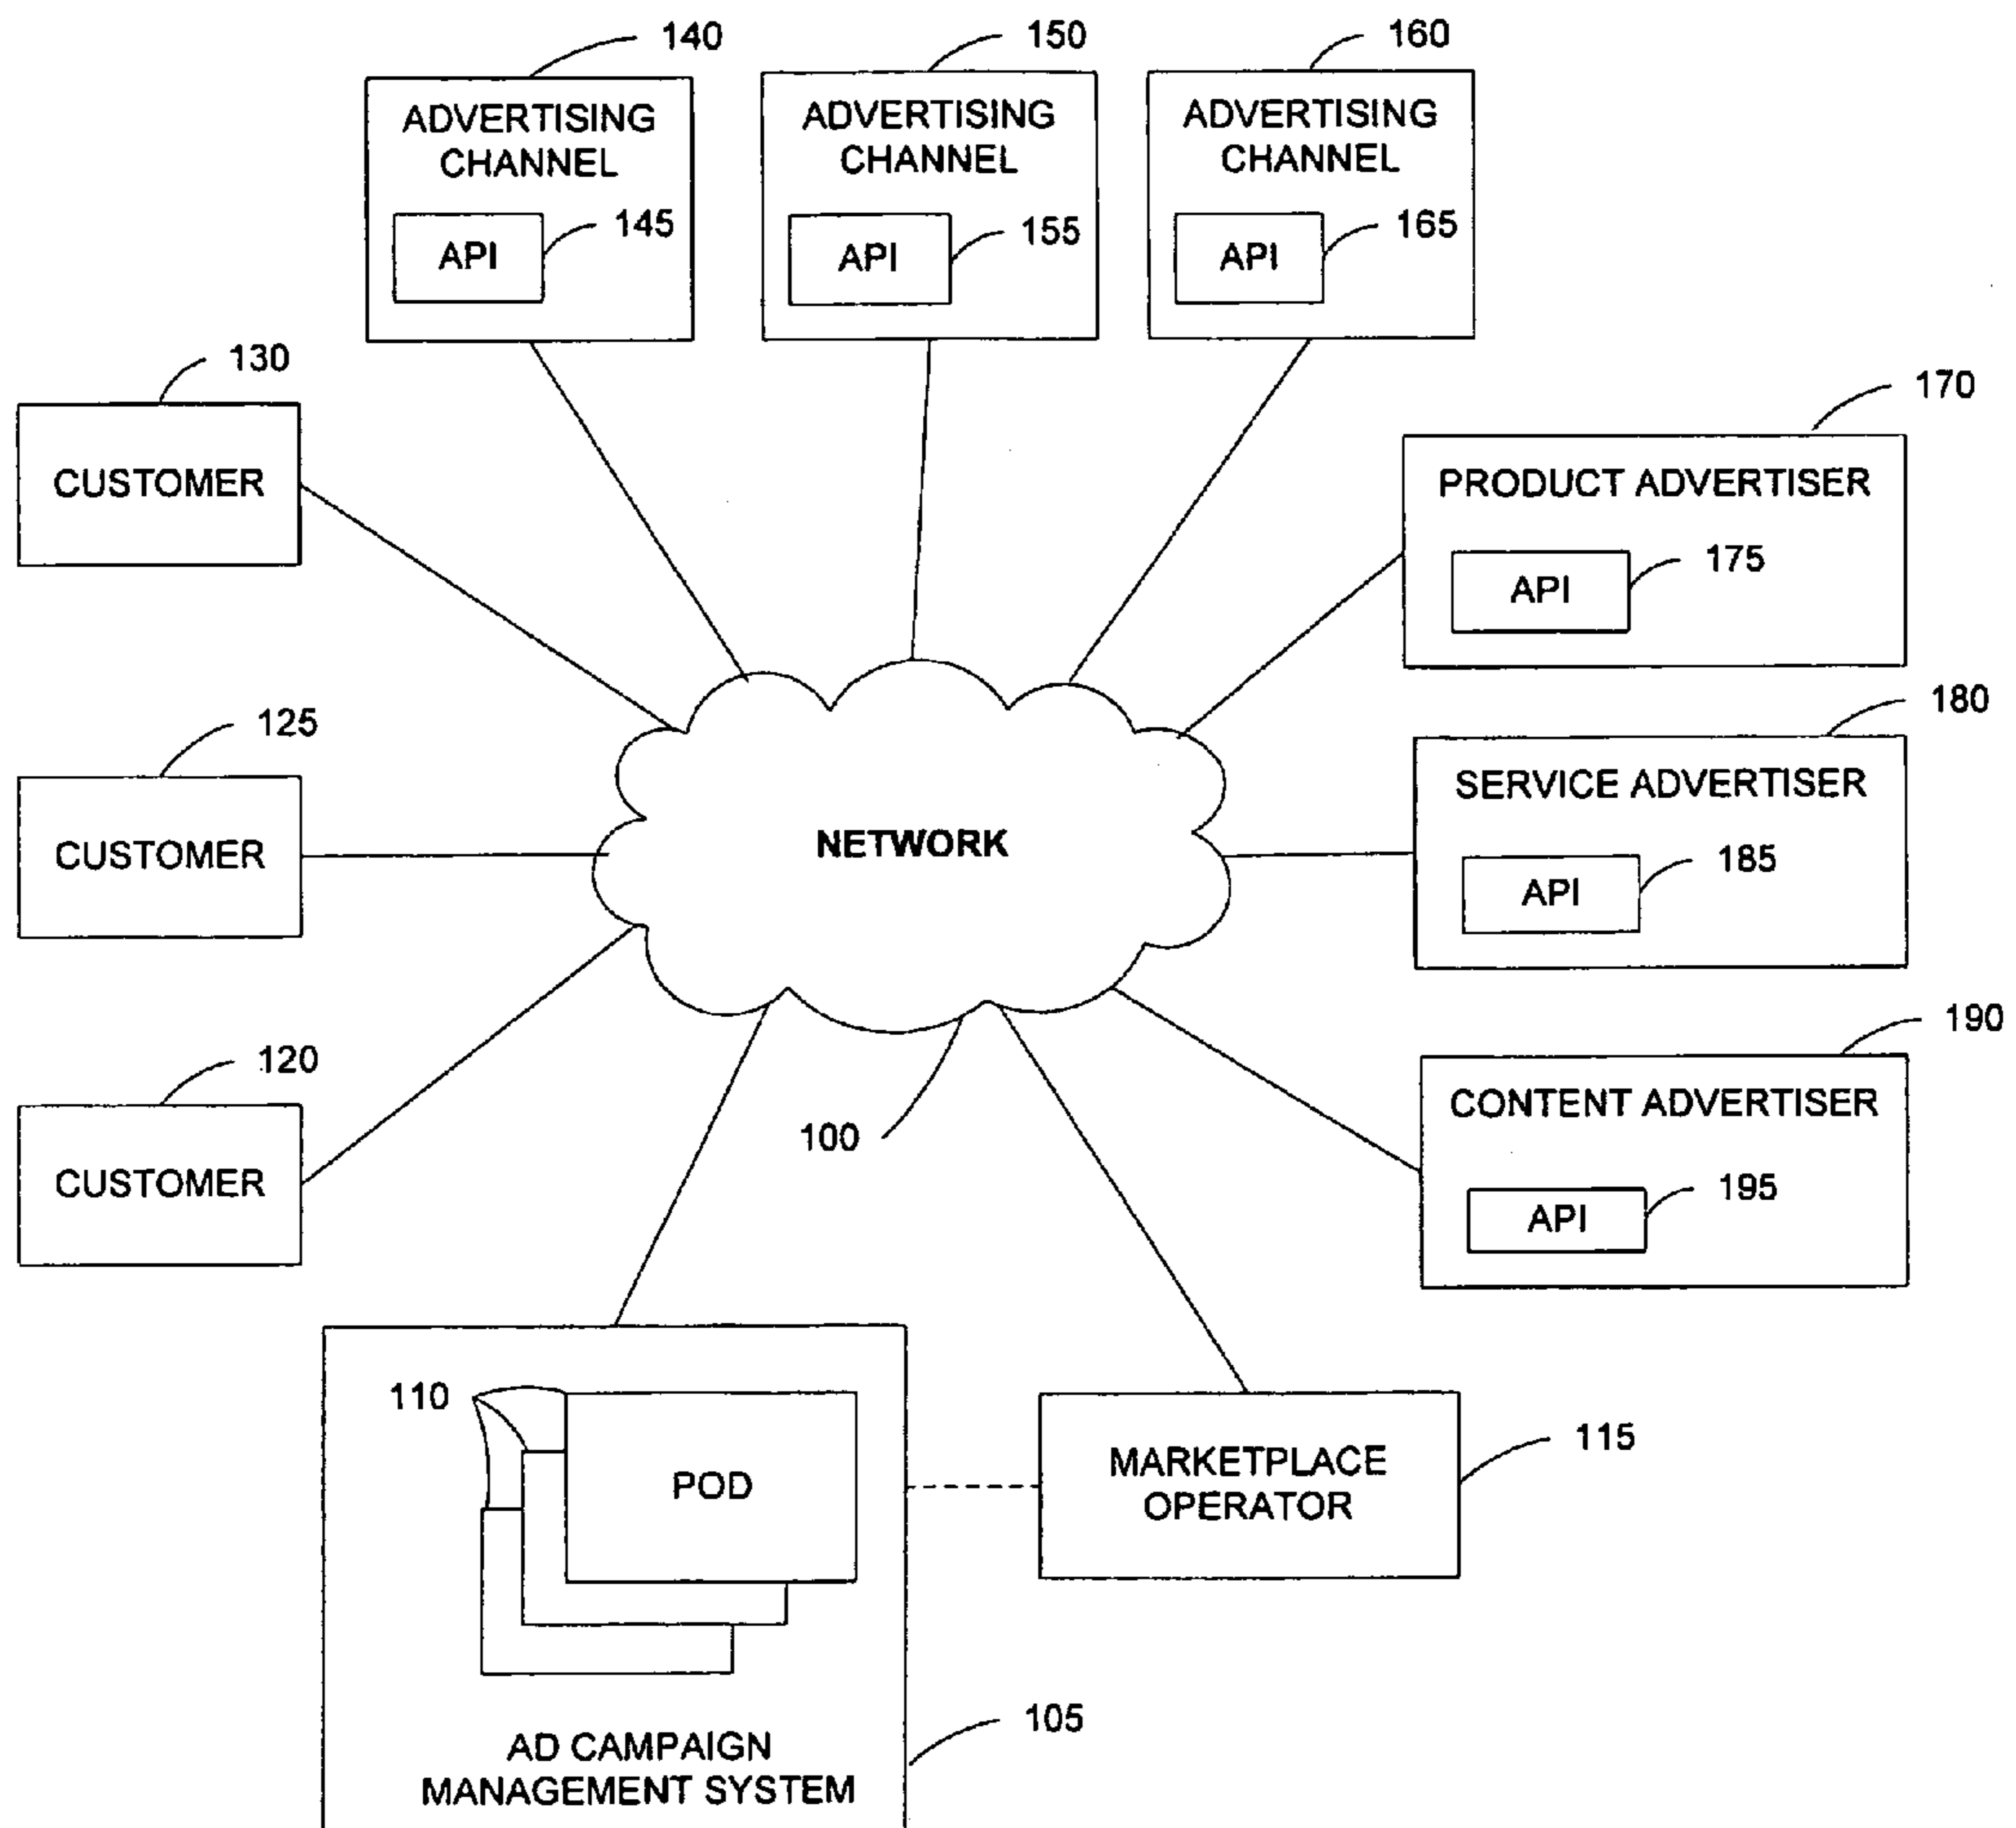 140
150
160
ADVERTISING
CHANNEL
API
145
ADVERTISING
CHANNEL
API
155
ADVERTISING
CHANNEL
API
165
130
CUSTOMER
170
PRODUCT ADVERTISER
API
175
125
CUSTOMER
NETWORK
180
SERVICE ADVERTISER
API
185
120
CUSTOMER
100
190
CONTENT ADVERTISER
API
195
110
POD
MARKETPLACE
OPERATOR
115
AD CAMPAIGN
MANAGEMENT SYSTEM
105